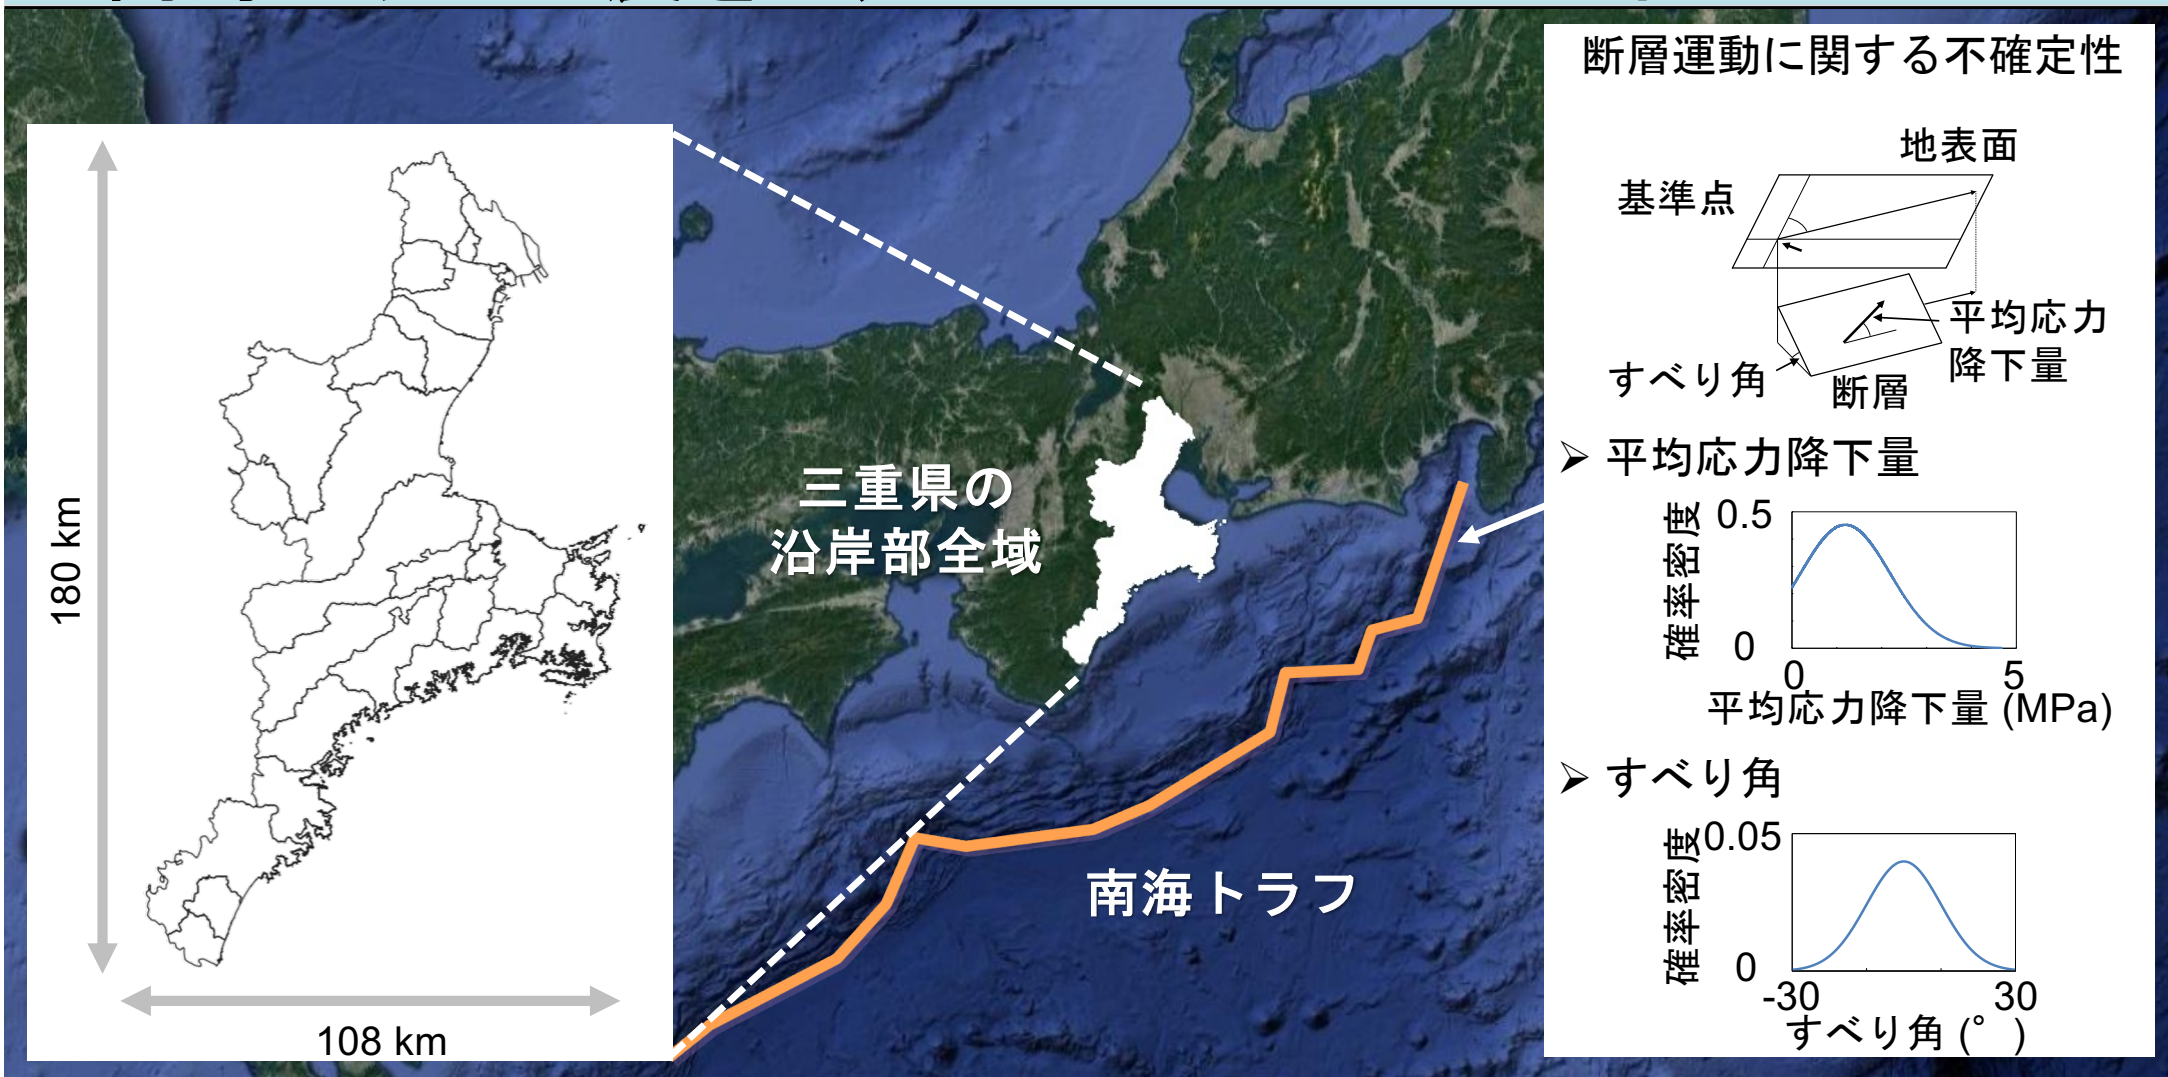 180 km
108 km
三重県の
沿岸部全域
南海トラフ
断層運動に関する不確定性
地表面
基準点
平均応力
降下量
すべり角
断層
➢ 平均応力降下量
確率密度
0.5
0
0
5
平均応力降下量 (MPa)
➢ すべり角
確率密度
0.05
0
-30
30
すべり角 (°)